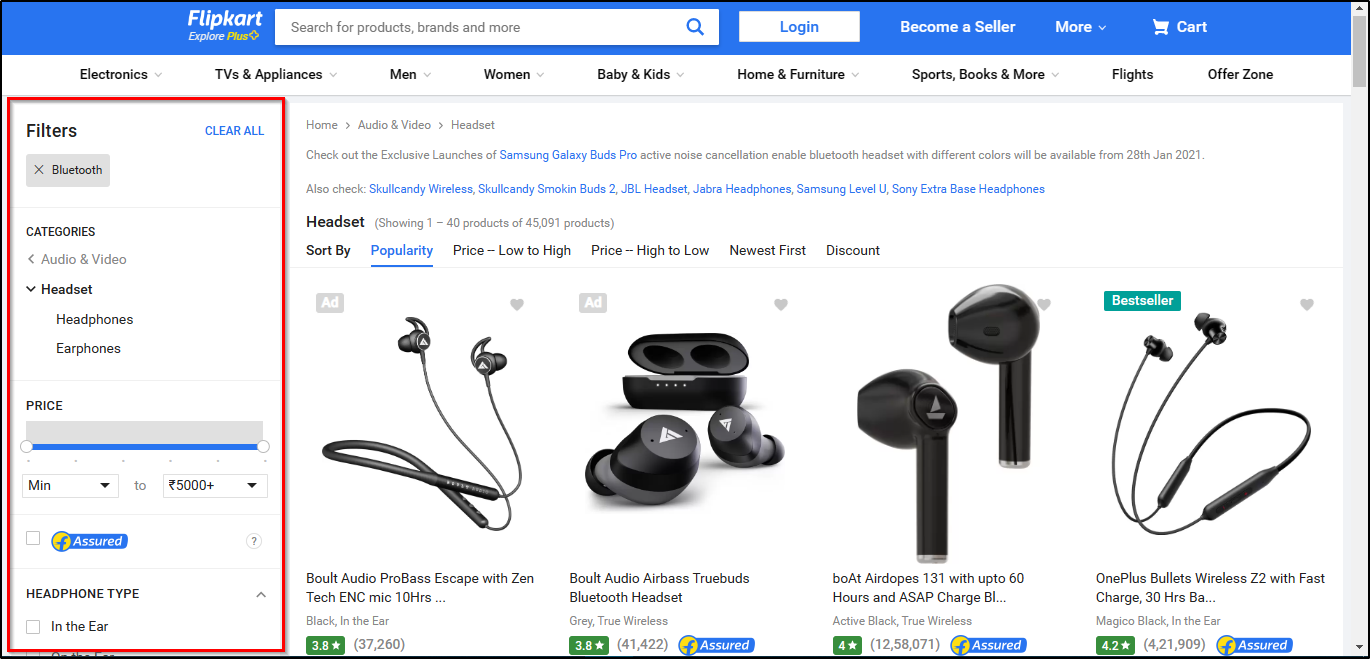 Flipkart
Explore Plus
Search for products, brands and more
Login
Become a Seller
More
Cart
Electronics
TVs & Appliances
Men
Women
Baby & Kids
Home & Furniture
Sports, Books & More
Flights
Offer Zone
Filters
CLEAR ALL
Bluetooth
CATEGORIES
Audio & Video
Headset
Headphones
Earphones
PRICE
Min to ₹5000+
Assured
?
HEADPHONE TYPE
In the Ear
On the Ear
Home > Audio & Video > Headset
Check out the Exclusive Launches of Samsung Galaxy Buds Pro active noise cancellation enable bluetooth headset with different colors will be available from 28th Jan 2021.
Also check: Skullcandy Wireless, Skullcandy Smokin Buds 2, JBL Headset, Jabra Headphones, Samsung Level U, Sony Extra Base Headphones
Headset (Showing 1 – 40 products of 45,091 products)
Sort By Popularity Price -- Low to High Price -- High to Low Newest First Discount
Ad
Boult Audio ProBass Escape with Zen
Tech ENC mic 10Hrs ...
Black, In the Ear
3.8 ★ (37,260)
Ad
Boult Audio Airbass Truebuds
Bluetooth Headset
Grey, True Wireless
3.8 ★ (41,422) Assured
boAt Airdopes 131 with upto 60
Hours and ASAP Charge Bl...
Active Black, True Wireless
4 ★ (12,58,071) Assured
Bestseller
OnePlus Bullets Wireless Z2 with Fast
Charge, 30 Hrs Ba...
Magico Black, In the Ear
4.2 ★ (4,21,909) Assured